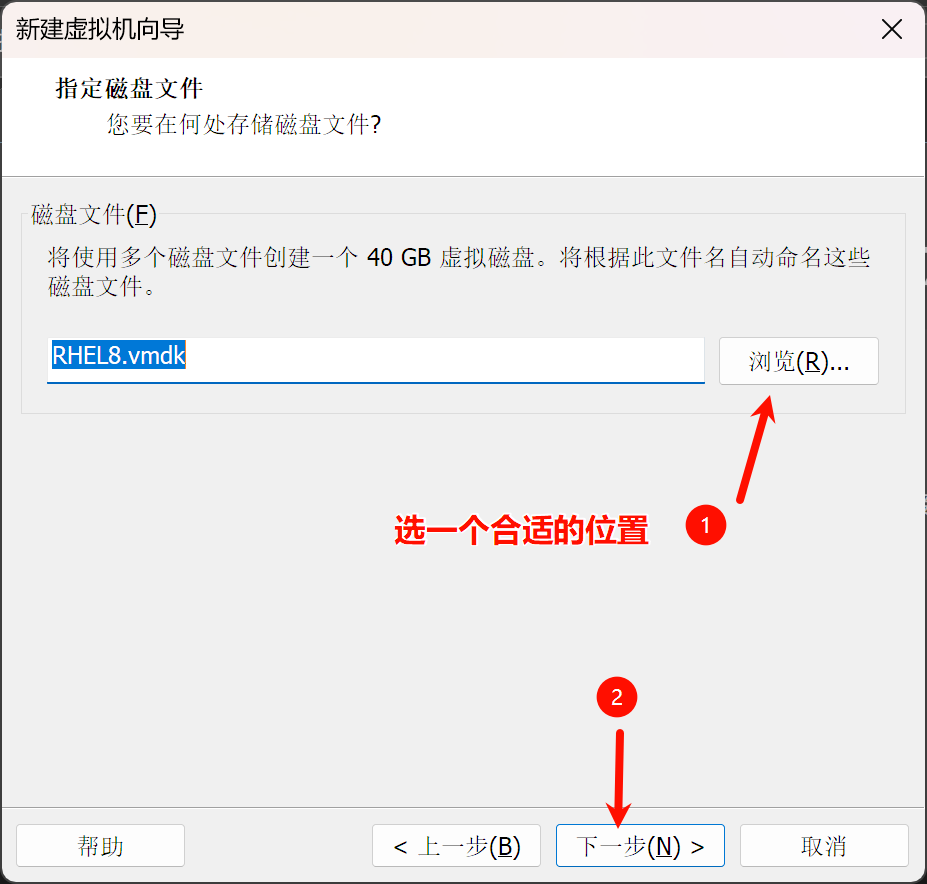 新建虚拟机向导
指定磁盘文件
您要在何处存储磁盘文件?
磁盘文件(F)
将使用多个磁盘文件创建一个 40 GB 虚拟磁盘。将根据此文件名自动命名这些
磁盘文件。
RHEL8.vmdk
浏览(R)...
选一个合适的位置
1
2
帮助
< 上一步(B)
下一步(N) >
取消